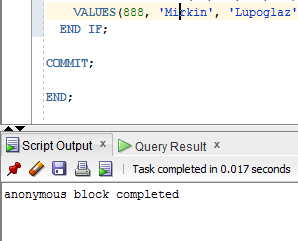 VALUES(888, 'Mirkin', 'Lupoglaz'
END IF;
COMMIT;
END;
Script Output x Query Result x
Task completed in 0.017 seconds
anonymous block completed